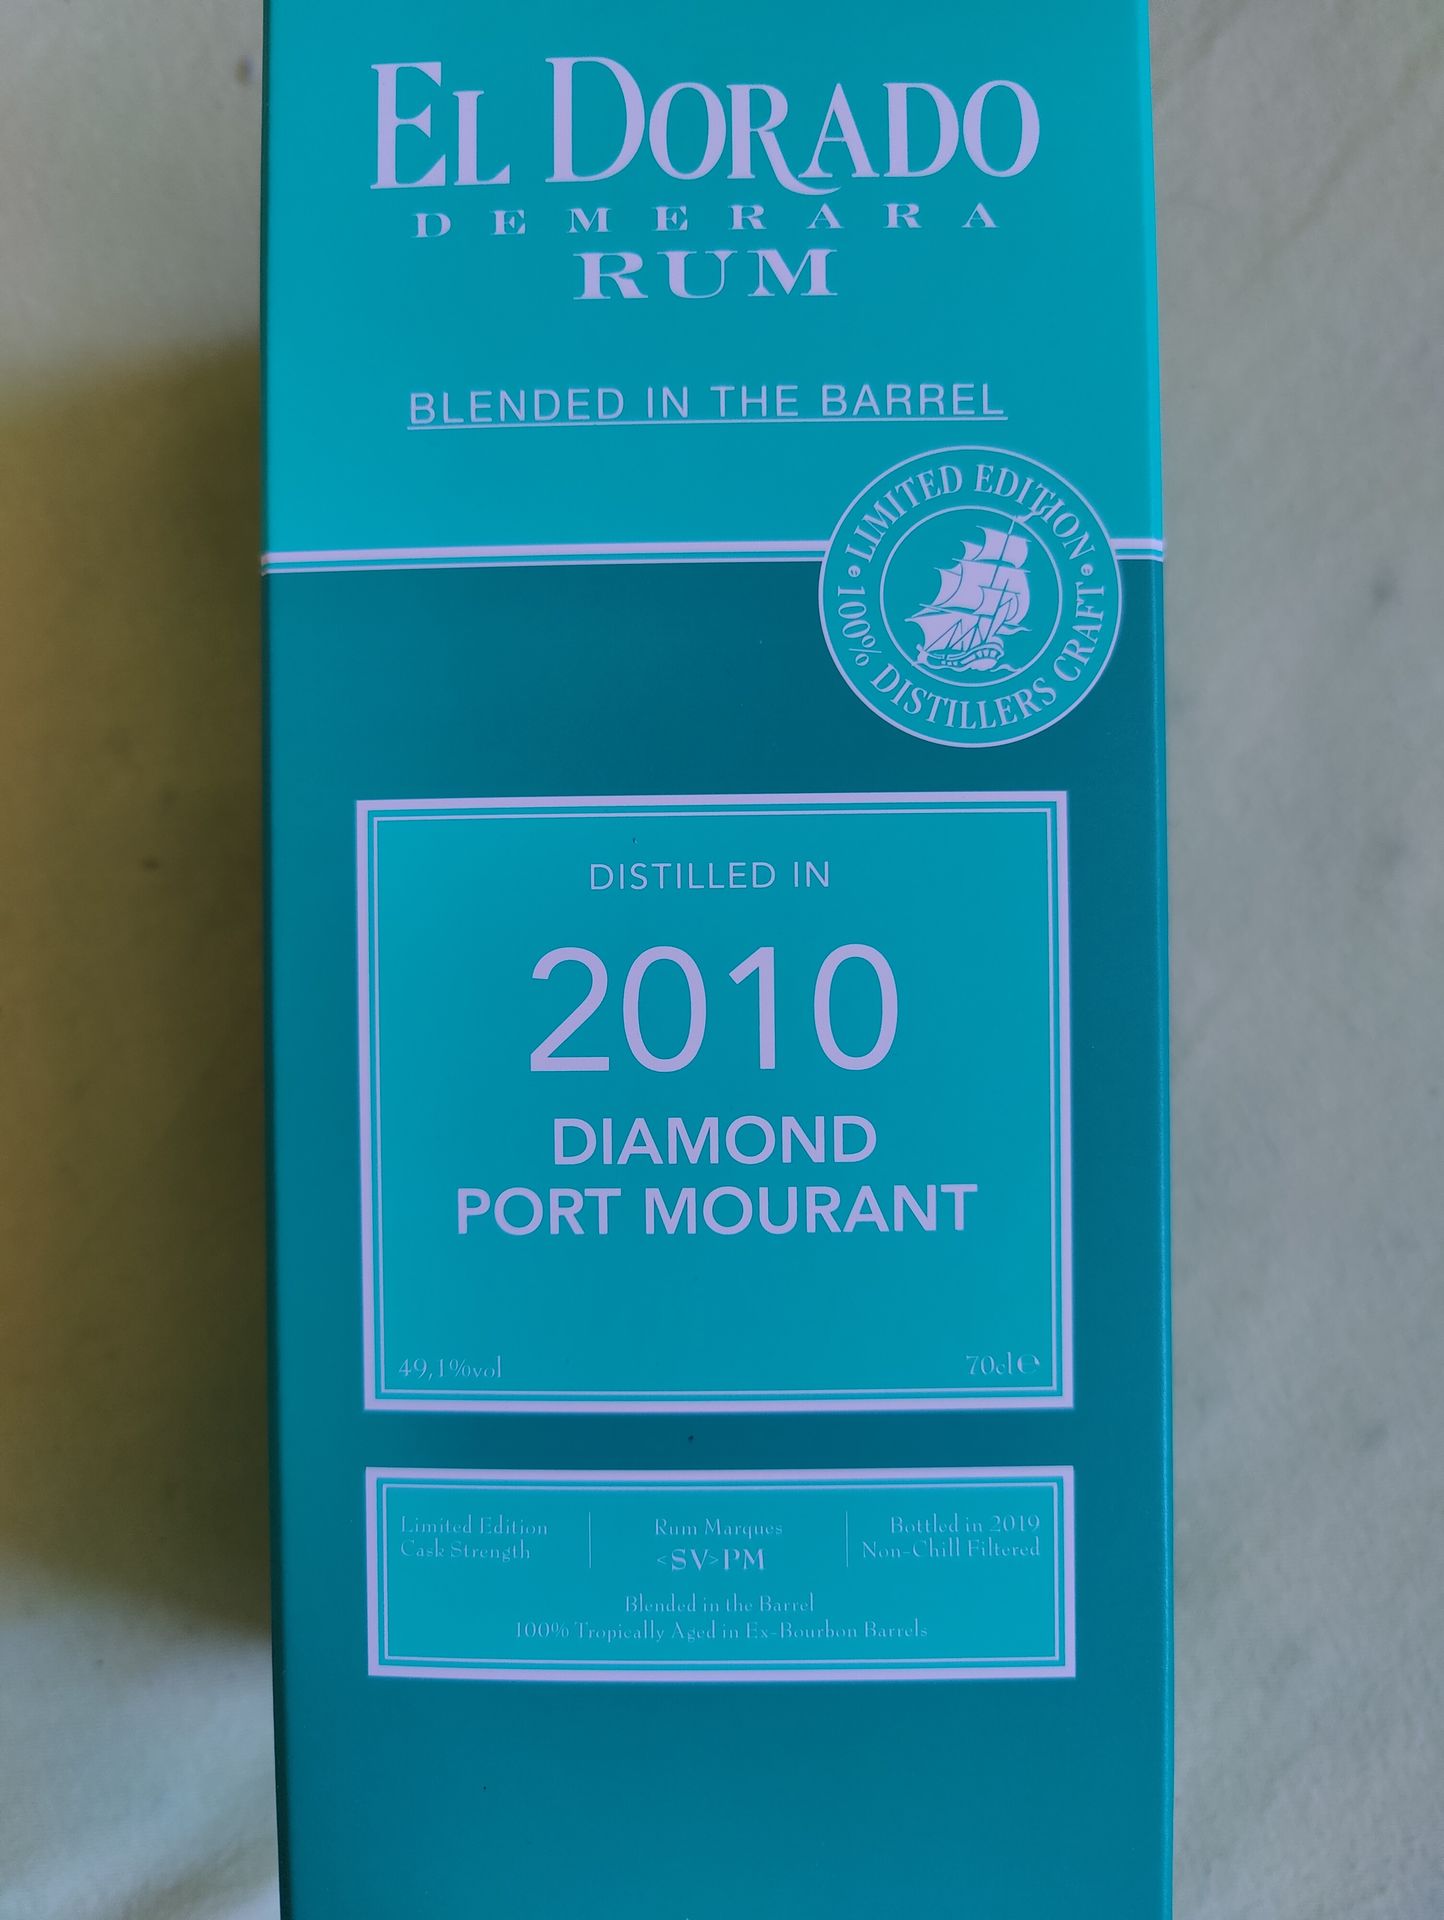 EL DORADO
DEMERARA
RUM
BLENDED IN THE BARREL
• LIMITED EDITION •
100% DISTILLERS CRAFT
DISTILLED IN
2010
DIAMOND
PORT MOURANT
49,1%vol
70cl℮
Limited Edition
Cask Strength
Rum Marques
<SV>PM
Bottled in 2019
Non-Chill Filtered
Blended in the Barrel
100% Tropically Aged in Ex-Bourbon Barrels